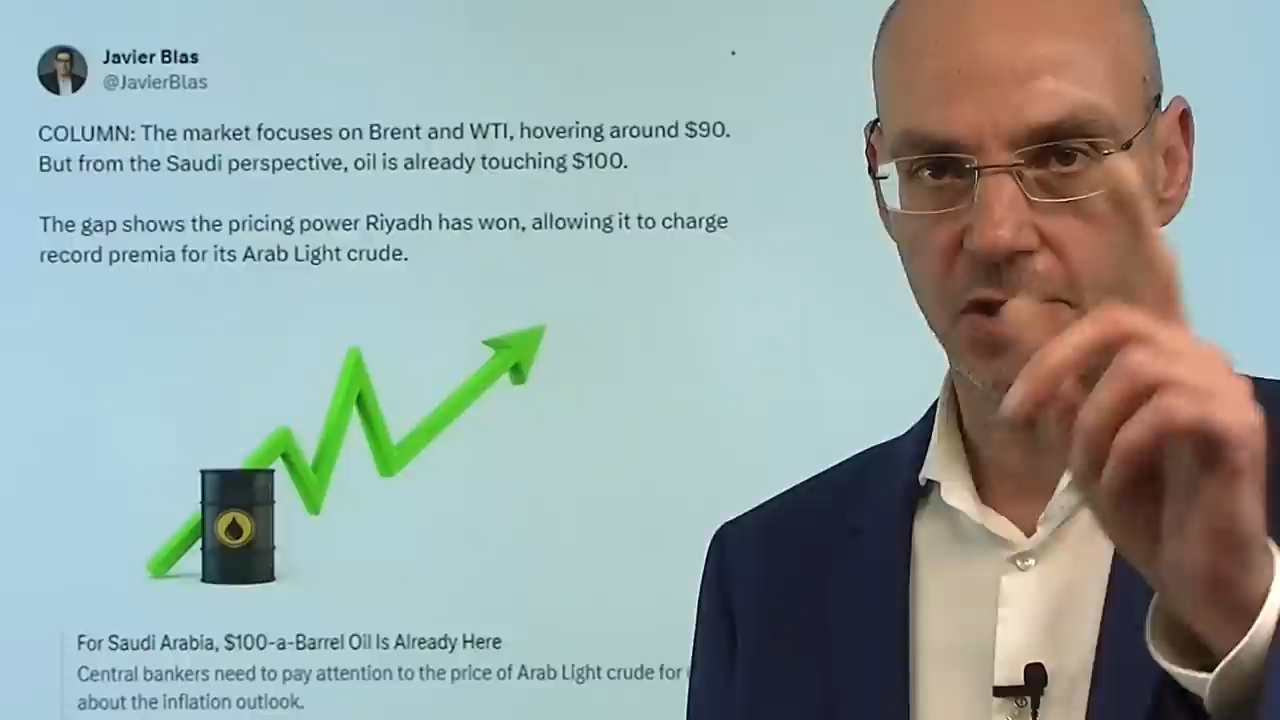 Javier Blas
@JavierBlas
COLUMN: The market focuses on Brent and WTI, hovering around $90.
But from the Saudi perspective, oil is already touching $100.
The gap shows the pricing power Riyadh has won, allowing it to charge
record premia for its Arab Light crude.
For Saudi Arabia, $100-a-Barrel Oil Is Already Here
Central bankers need to pay attention to the price of Arab Light crude for
about the inflation outlook.